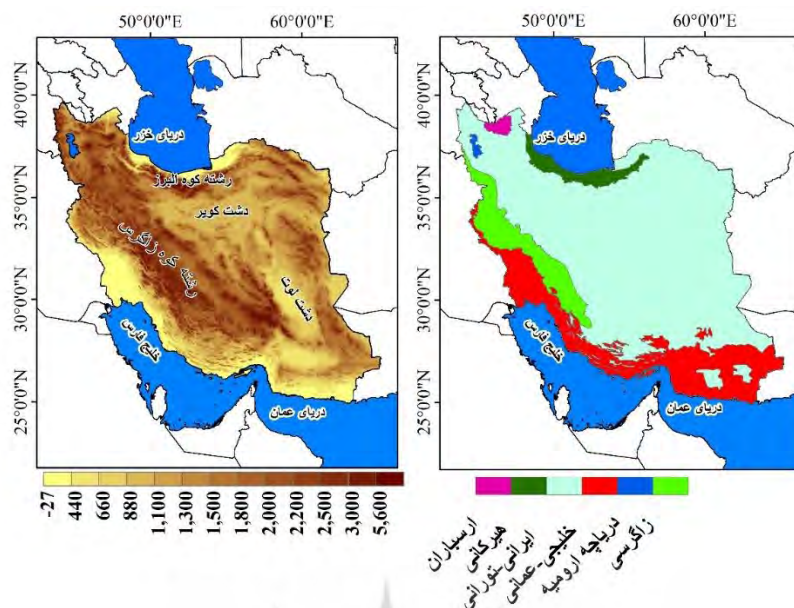 50°0'0"E
60°0'0"E
50°0'0"E
60°0'0"E
40°0'0"N
35°0'0"N
30°0'0"N
25°0'0"N
دریای خزر
رشته کوه البرز
دشت کویر
رشته کوه زاگرس
دشت لوت
خلیج فارس
دریای عمان
40°0'0"N
35°0'0"N
30°0'0"N
25°0'0"N
دریای خزر
خلیج فارس
دریای عمان
-27
440
660
880
1,100
1,300
1,500
1,700
2,000
2,200
2,500
3,000
5,600
ارسباران
هیرکانی
ایرانی-تورانی
خلیجی-عمانی
دریاچه ارومیه
زاگرسی